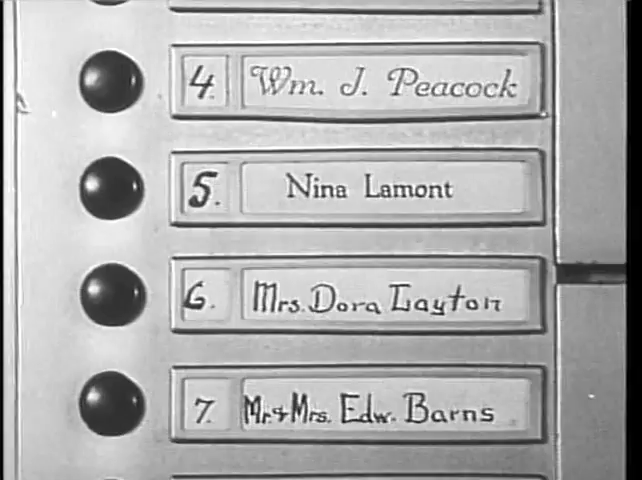 4. Wm. J. Peacock
5. Nina Lamont
6. Mrs. Dora Layton
7. Mr. & Mrs. Edw. Barns